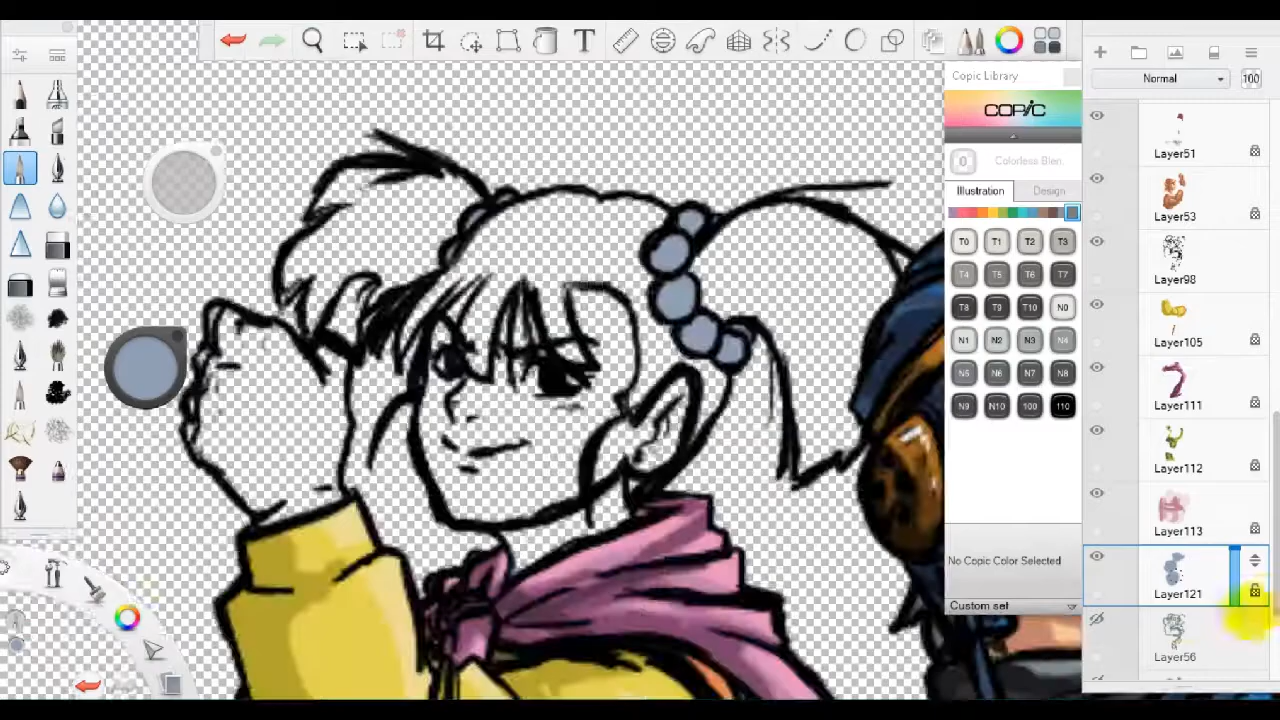 Copic Library
COPIC
0 Colorless Blen.
Illustration Design
T0 T1 T2 T3
T4 T5 T6 T7
T8 T9 T10 N0
N1 N2 N3 N4
N5 N6 N7 N8
N9 N10 100 110
No Copic Color Selected
Custom set
Normal 100
Layer51
Layer53
Layer98
Layer105
Layer111
Layer112
Layer113
Layer121
Layer56